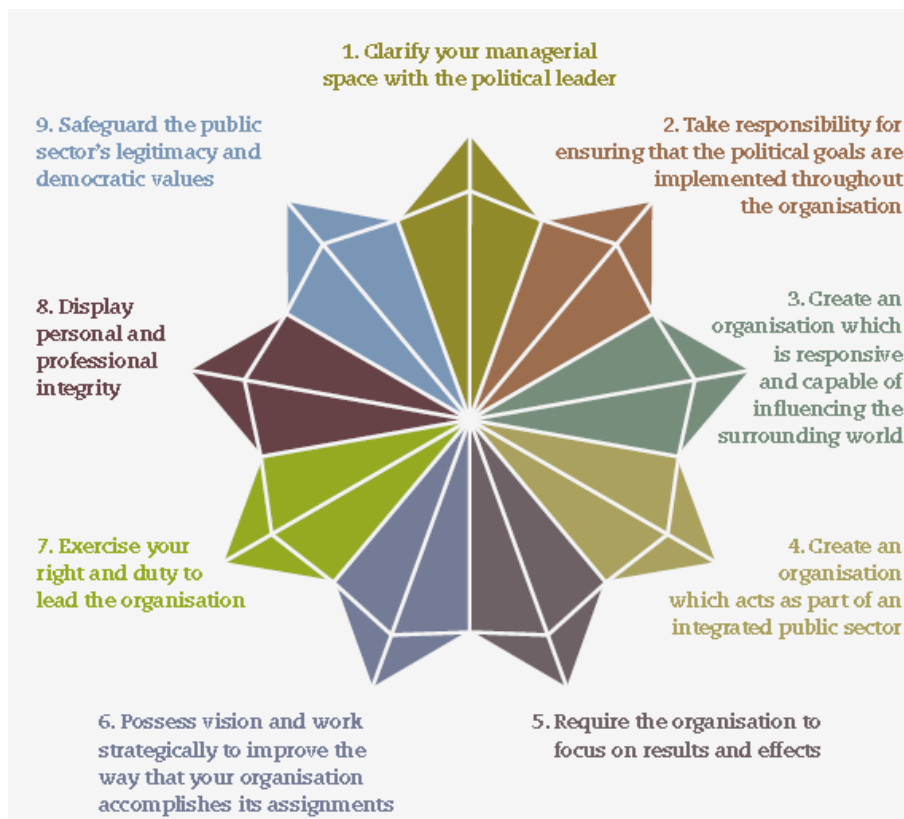 1. Clarify your managerial
space with the political leader
2. Take responsibility for
ensuring that the political goals are
implemented throughout
the organisation
3. Create an
organisation which
is responsive
and capable of
influencing the
surrounding world
4. Create an
organisation
which acts as part of an
integrated public sector
5. Require the organisation to
focus on results and effects
6. Possess vision and work
strategically to improve the
way that your organisation
accomplishes its assignments
7. Exercise your
right and duty to
lead the organisation
8. Display
personal and
professional
integrity
9. Safeguard the public
sector's legitimacy and
democratic values